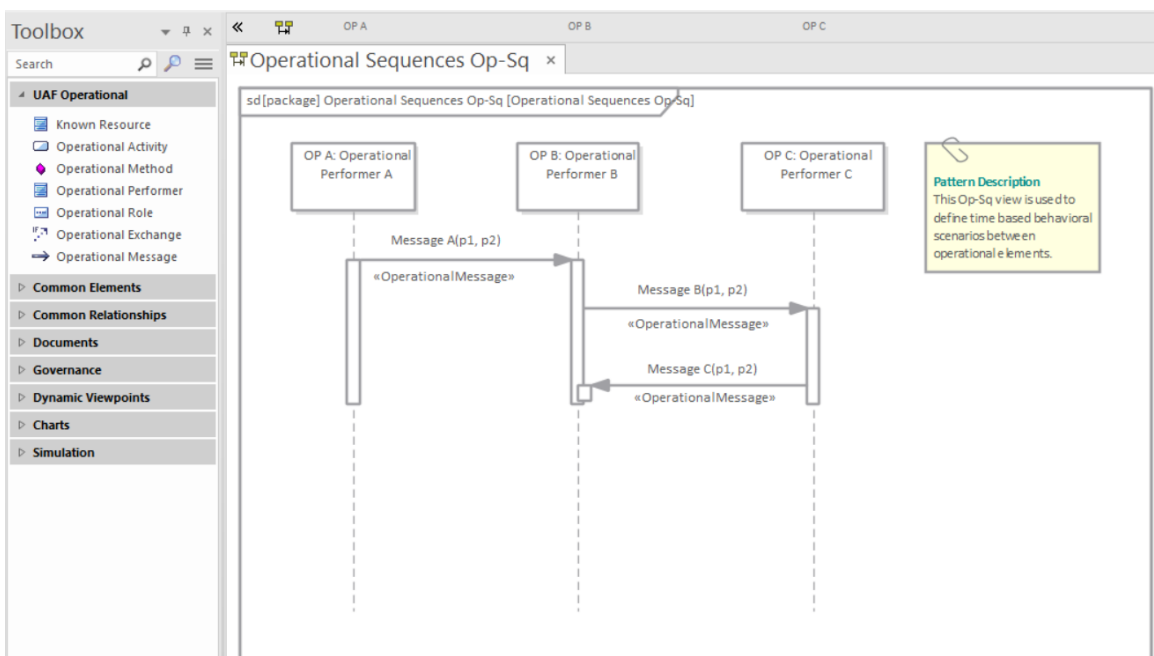 Toolbox
Search
UAF Operational
Known Resource
Operational Activity
Operational Method
Operational Performer
Operational Role
Operational Exchange
Operational Message
Common Elements
Common Relationships
Documents
Governance
Dynamic Viewpoints
Charts
Simulation
OP A OP B OP C
Operational Sequences Op-Sq ×
sd[package] Operational Sequences Op-Sq [Operational Sequences Op-Sq]
OP A: Operational
Performer A
OP B: Operational
Performer B
OP C: Operational
Performer C
Message A(p1, p2)
«OperationalMessage»
Message B(p1, p2)
«OperationalMessage»
Message C(p1, p2)
«OperationalMessage»
Pattern Description
This Op-Sq view is used to
define time based behavioral
scenarios between
operational elements.